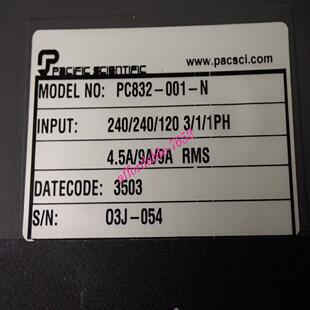 PACIFIC SCIENTIFIC
www.pacsci.com
MODEL NO: PC832-001-N
INPUT: 240/240/120 3/1/1PH
4.5A/9A/9A RMS
DATECODE: 3503
S/N: 03J-054